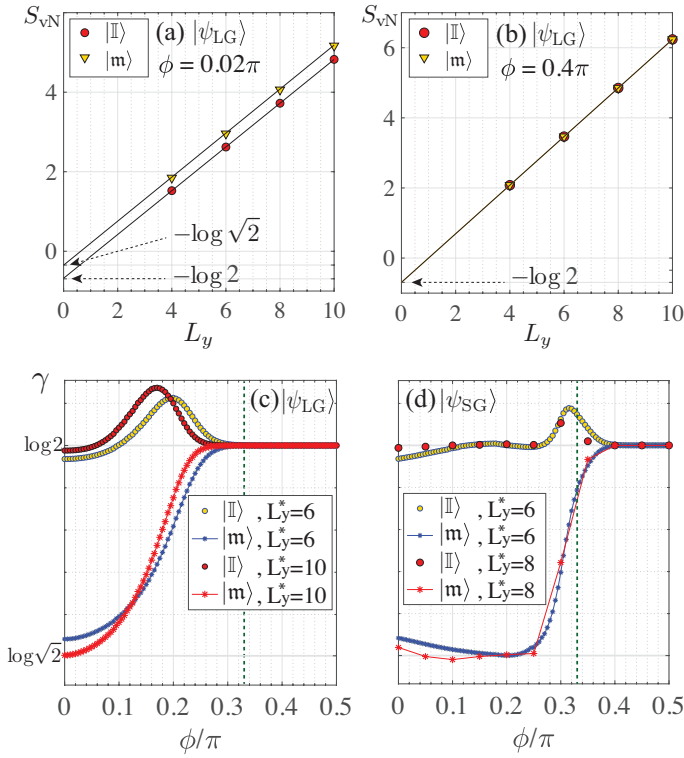 S_vN
|𝕀⟩
|𝔪⟩
(a) |ψ_LG⟩
ϕ = 0.02π
6
4
2
0
−log √2
−log 2
0 2 4 6 8 10
L_y
|𝕀⟩
|𝔪⟩
(b) |ψ_LG⟩
ϕ = 0.4π
6
4
2
0
−log 2
0 2 4 6 8 10
L_y
γ
(c) |ψ_LG⟩
log2
log√2
|𝕀⟩ , L*_y=6
|𝔪⟩ , L*_y=6
|𝕀⟩ , L*_y=10
|𝔪⟩ , L*_y=10
0 0.1 0.2 0.3 0.4 0.5
ϕ/π
(d) |ψ_SG⟩
|𝕀⟩ , L*_y=6
|𝔪⟩ , L*_y=6
|𝕀⟩ , L*_y=8
|𝔪⟩ , L*_y=8
0 0.1 0.2 0.3 0.4 0.5
ϕ/π